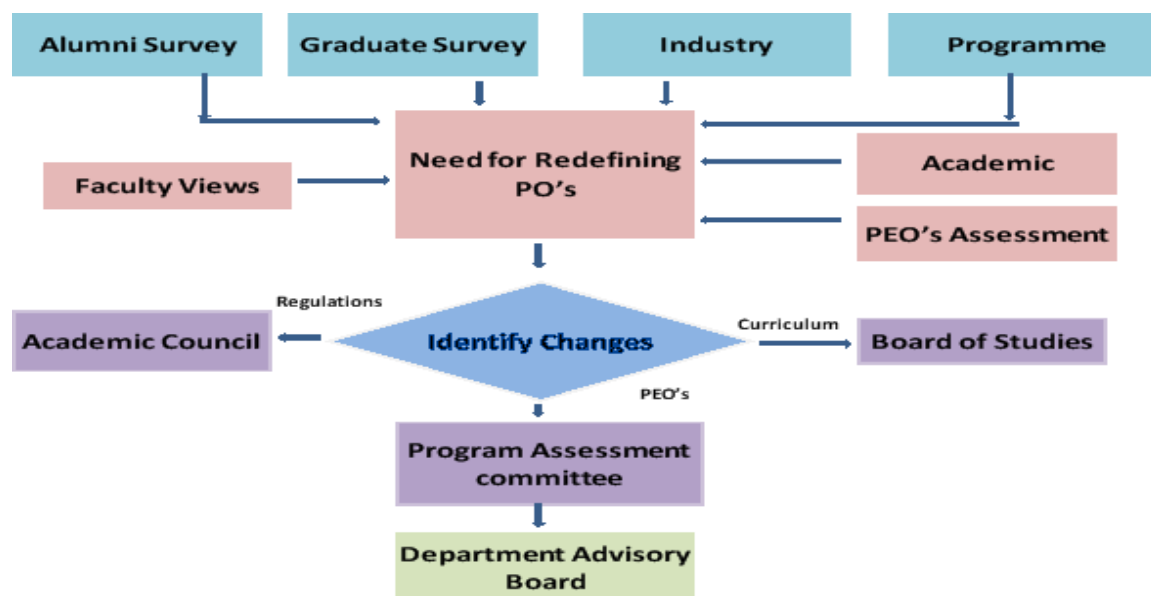 Alumni Survey
Graduate Survey
Industry
Programme
Need for Redefining
PO's
Faculty Views
Academic
PEO's Assessment
Regulations
Academic Council
Identify Changes
Curriculum
Board of Studies
PEO's
Program Assessment
committee
Department Advisory
Board